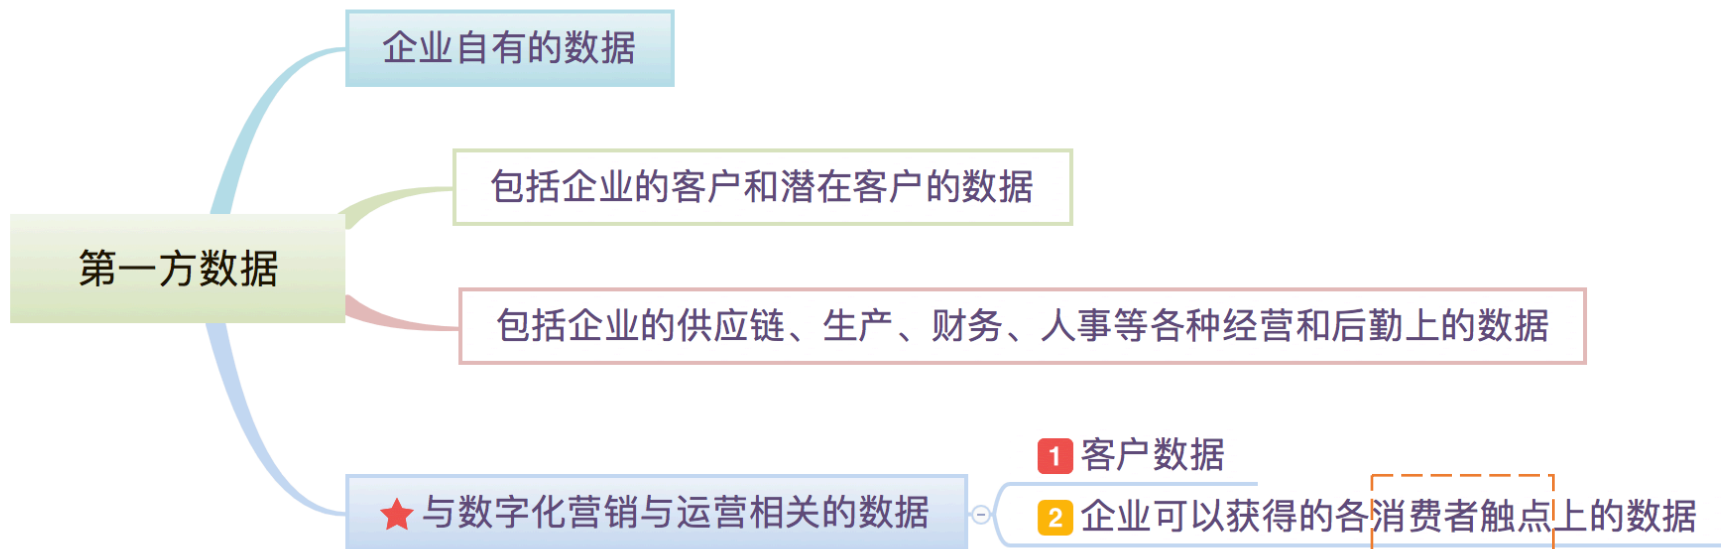 企业自有的数据
包括企业的客户和潜在客户的数据
第一方数据
包括企业的供应链、生产、财务、人事等各种经营和后勤上的数据
与数字化营销与运营相关的数据
1 客户数据
2 企业可以获得的各消费者触点上的数据